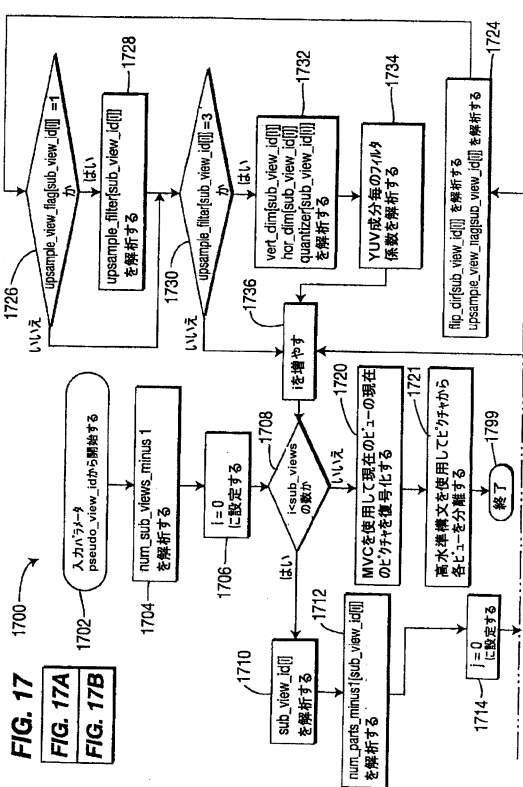 FIG. 17
FIG. 17A
FIG. 17B
1700
1702
入力パラメータ
pseudo_view_idから開始する
1704
num_sub_views_minus 1
を解析する
1706
i = 0
に設定する
1708
i<sub_views
の数か
はい
いいえ
1710
sub_view_id[i]
を解析する
1712
num_parts_minus1[sub_view_id[i]]
を解析する
1714
j = 0
に設定する
1720
MVCを使用して現在のビューの現在
のピクチャを復号化する
1721
高水準構文を使用してピクチャから
各ビューを分離する
1799
終了
1726
upsample_view_flag[sub_view_id[i]] =1
か
いいえ
はい
1728
upsample_filter[sub_view_id[i]]
を解析する
1730
upsample_filter[sub_view_id[i]] =3
か
いいえ
はい
1732
vert_dim[sub_view_id[i]]
hor_dim[sub_view_id[i]]
quantizer[sub_view_id[i]]
を解析する
1734
YUV成分毎のフィルタ
係数を解析する
1736
iを増やす
1724
flip_dir[sub_view_id[i]] を解析する
upsample_view_flag[sub_view_id[i]] を解析する